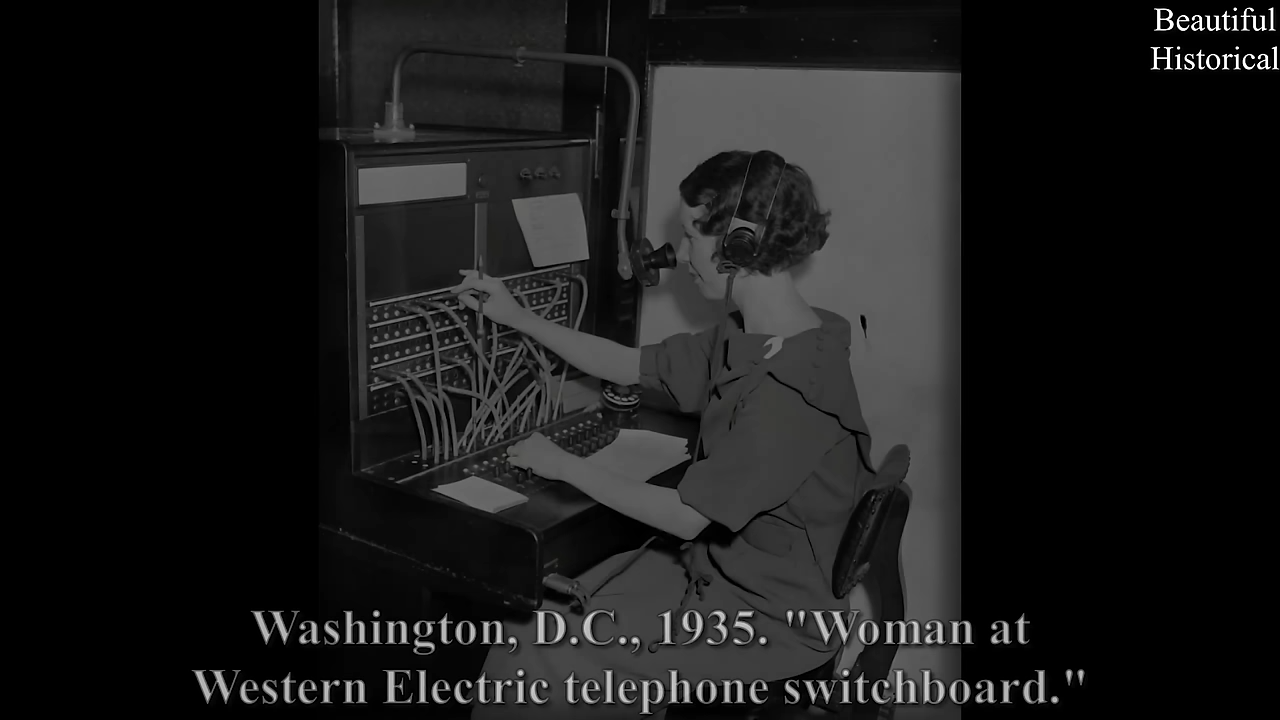 Beautiful
Historical
Washington, D.C., 1935. "Woman at
Western Electric telephone switchboard."